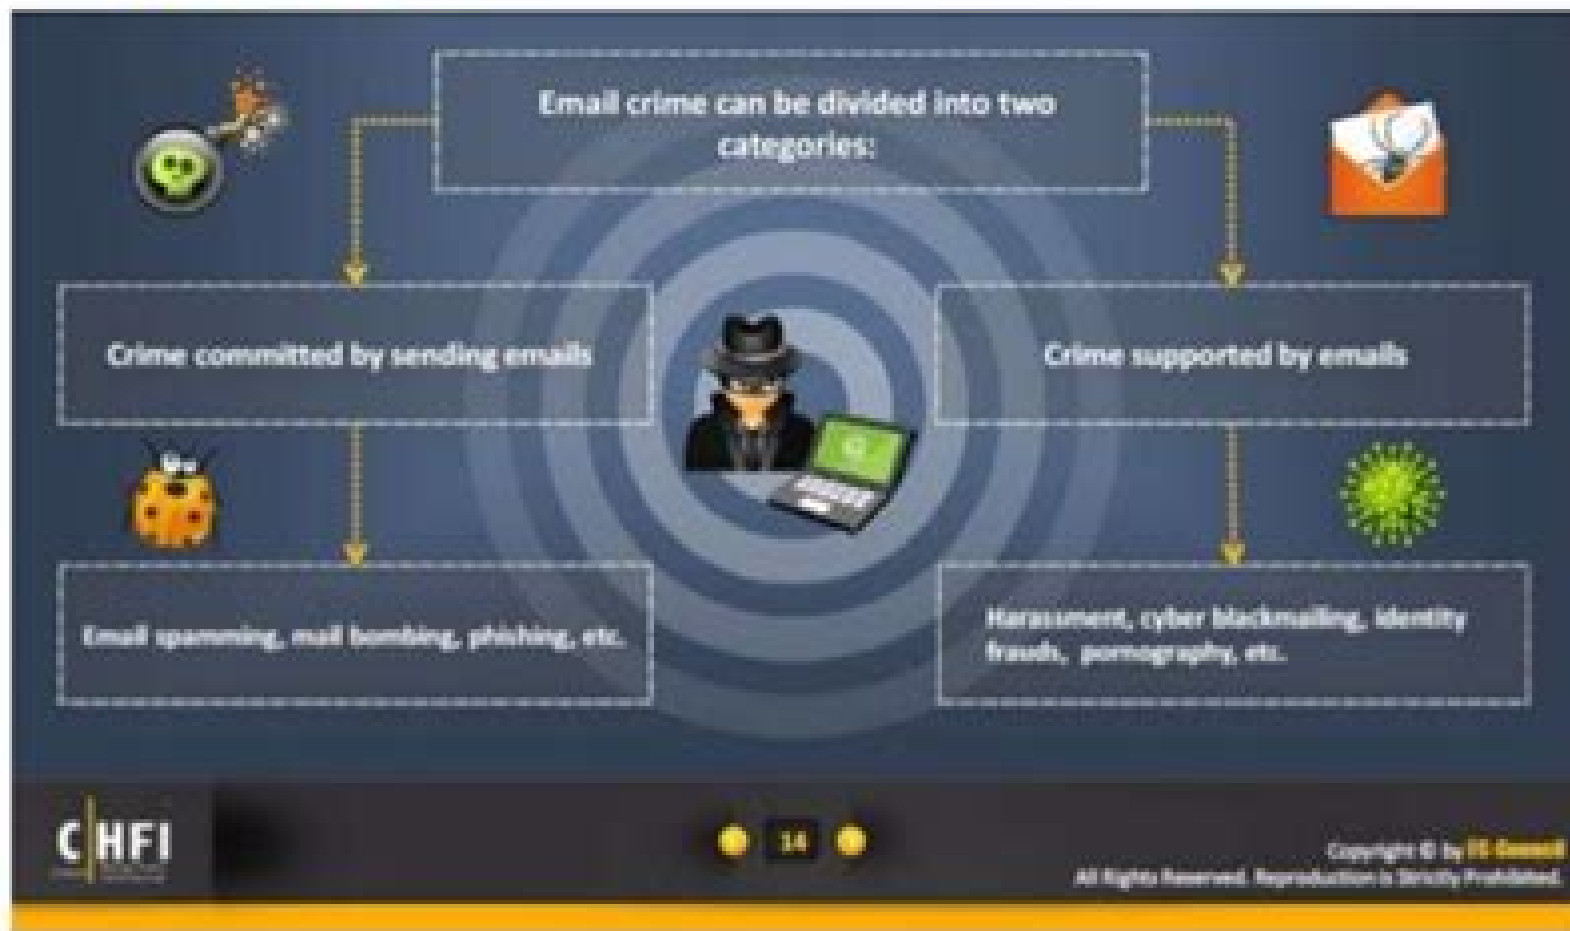 Email crime can be divided into two
categories:
Crime committed by sending emails
Crime supported by emails
Email spamming, mail bombing, phishing, etc.
Harassment, cyber blackmailing, identity
frauds, pornography, etc.
CHFI
14
Copyright © by EC-Council
All Rights Reserved. Reproduction is Strictly Prohibited.